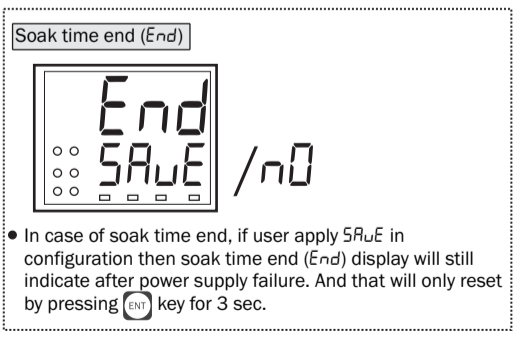 Soak time end (End)
End
SAuE /nO
● In case of soak time end, if user apply SAuE in
configuration then soak time end (End) display will still
indicate after power supply failure. And that will only reset
by pressing ENT key for 3 sec.